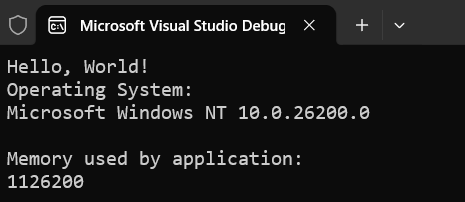 Microsoft Visual Studio Debug
Hello, World!
Operating System:
Microsoft Windows NT 10.0.26200.0
Memory used by application:
1126200